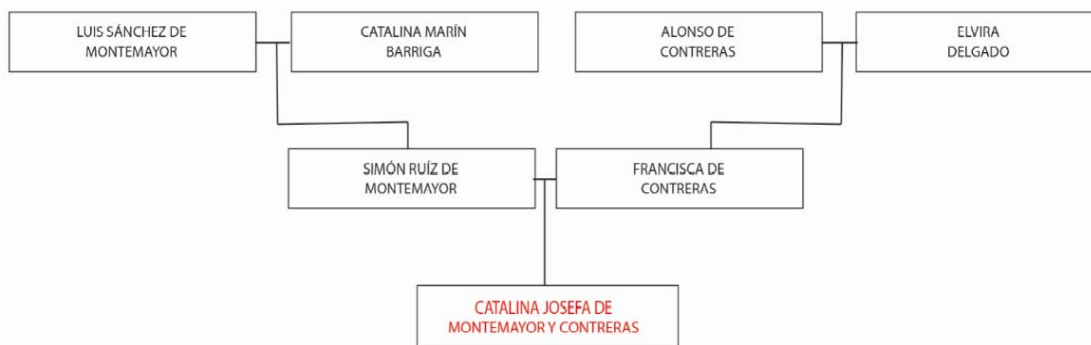 LUIS SÁNCHEZ DE
MONTEMAYOR
CATALINA MARÍN
BARRIGA
ALONSO DE
CONTRERAS
ELVIRA
DELGADO
SIMÓN RUÍZ DE
MONTEMAYOR
FRANCISCA DE
CONTRERAS
CATALINA JOSEFA DE
MONTEMAYOR Y CONTRERAS